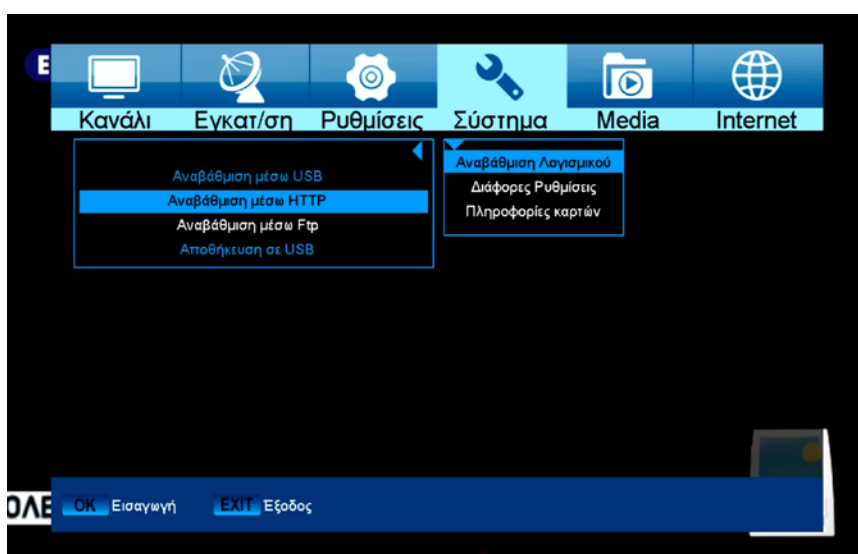 E
Κανάλι Εγκατ/ση Ρυθμίσεις Σύστημα Media Internet
Αναβάθμιση μέσω USB
Αναβάθμιση μέσω HTTP
Αναβάθμιση μέσω Ftp
Αποθήκευση σε USB
Αναβάθμιση Λογισμικού
Διάφορες Ρυθμίσεις
Πληροφορίες καρτών
ΟΛΕ
OK Εισαγωγή EXIT Έξοδος